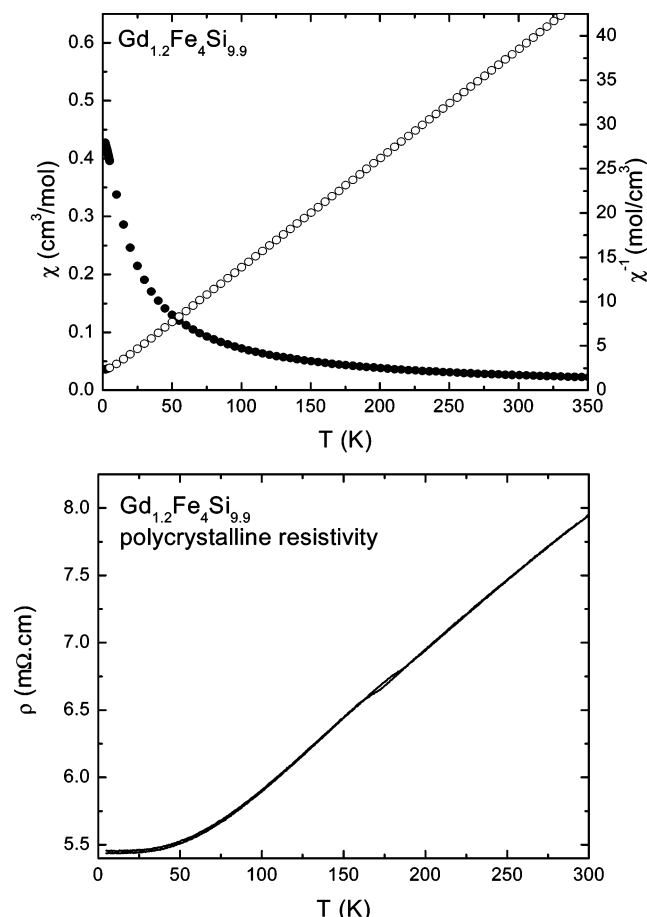 Gd1.2Fe4Si9.9
0.6
0.5
0.4
0.3
0.2
0.1
0.0
χ (cm³/mol)
40
35
30
25
20
15
10
5
0
χ⁻¹ (mol/cm³)
0 50 100 150 200 250 300 350
T (K)
Gd1.2Fe4Si9.9
polycrystalline resistivity
8.0
7.5
7.0
6.5
6.0
5.5
ρ (mΩ.cm)
0 50 100 150 200 250 300
T (K)